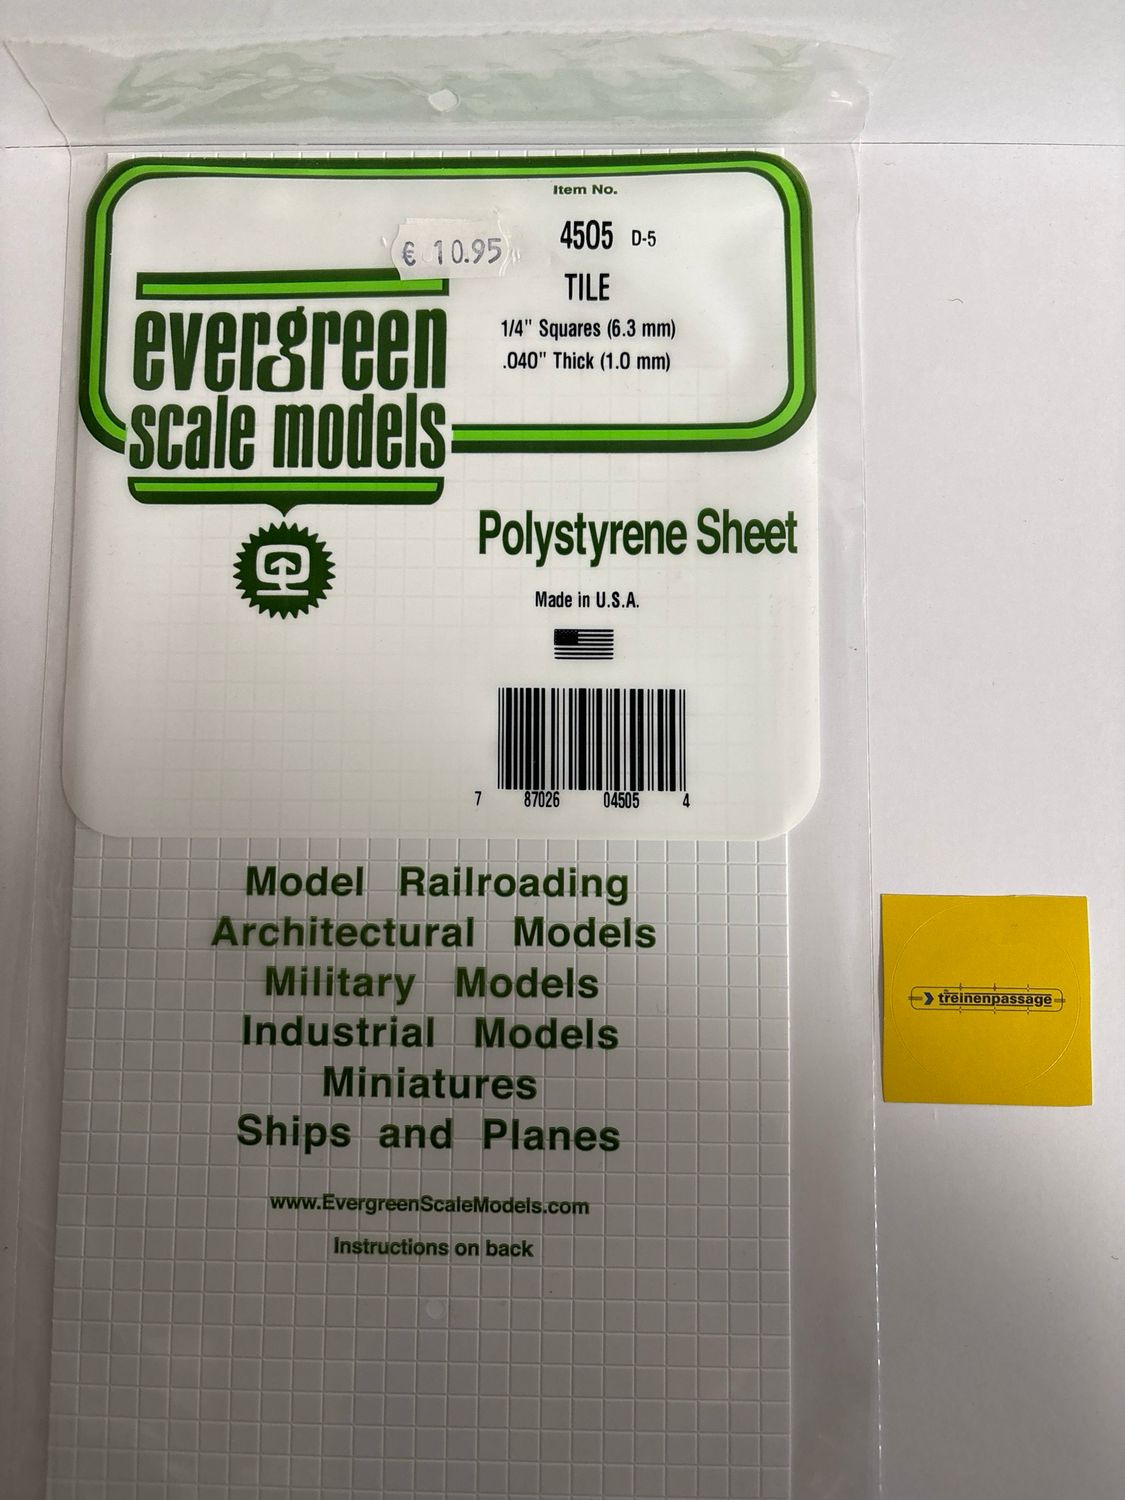 Item No.
4505 D-5
€ 10.95
TILE
1/4" Squares (6.3 mm)
.040" Thick (1.0 mm)
evergreen
scale models
Polystyrene Sheet
Made in U.S.A.
7 87026 04505 4
Model Railroading
Architectural Models
Military Models
Industrial Models
Miniatures
Ships and Planes
www.EvergreenScaleModels.com
Instructions on back
treinenpassage